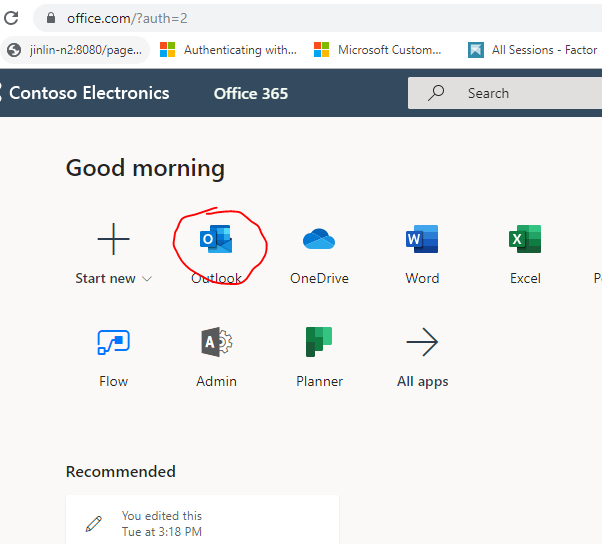 office.com/?auth=2
jinlin-n2:8080/page... Authenticating with... Microsoft Custom... All Sessions - Factor
Contoso Electronics Office 365 Search
Good morning
Start new Outlook OneDrive Word Excel
Flow Admin Planner All apps
Recommended
You edited this
Tue at 3:18 PM